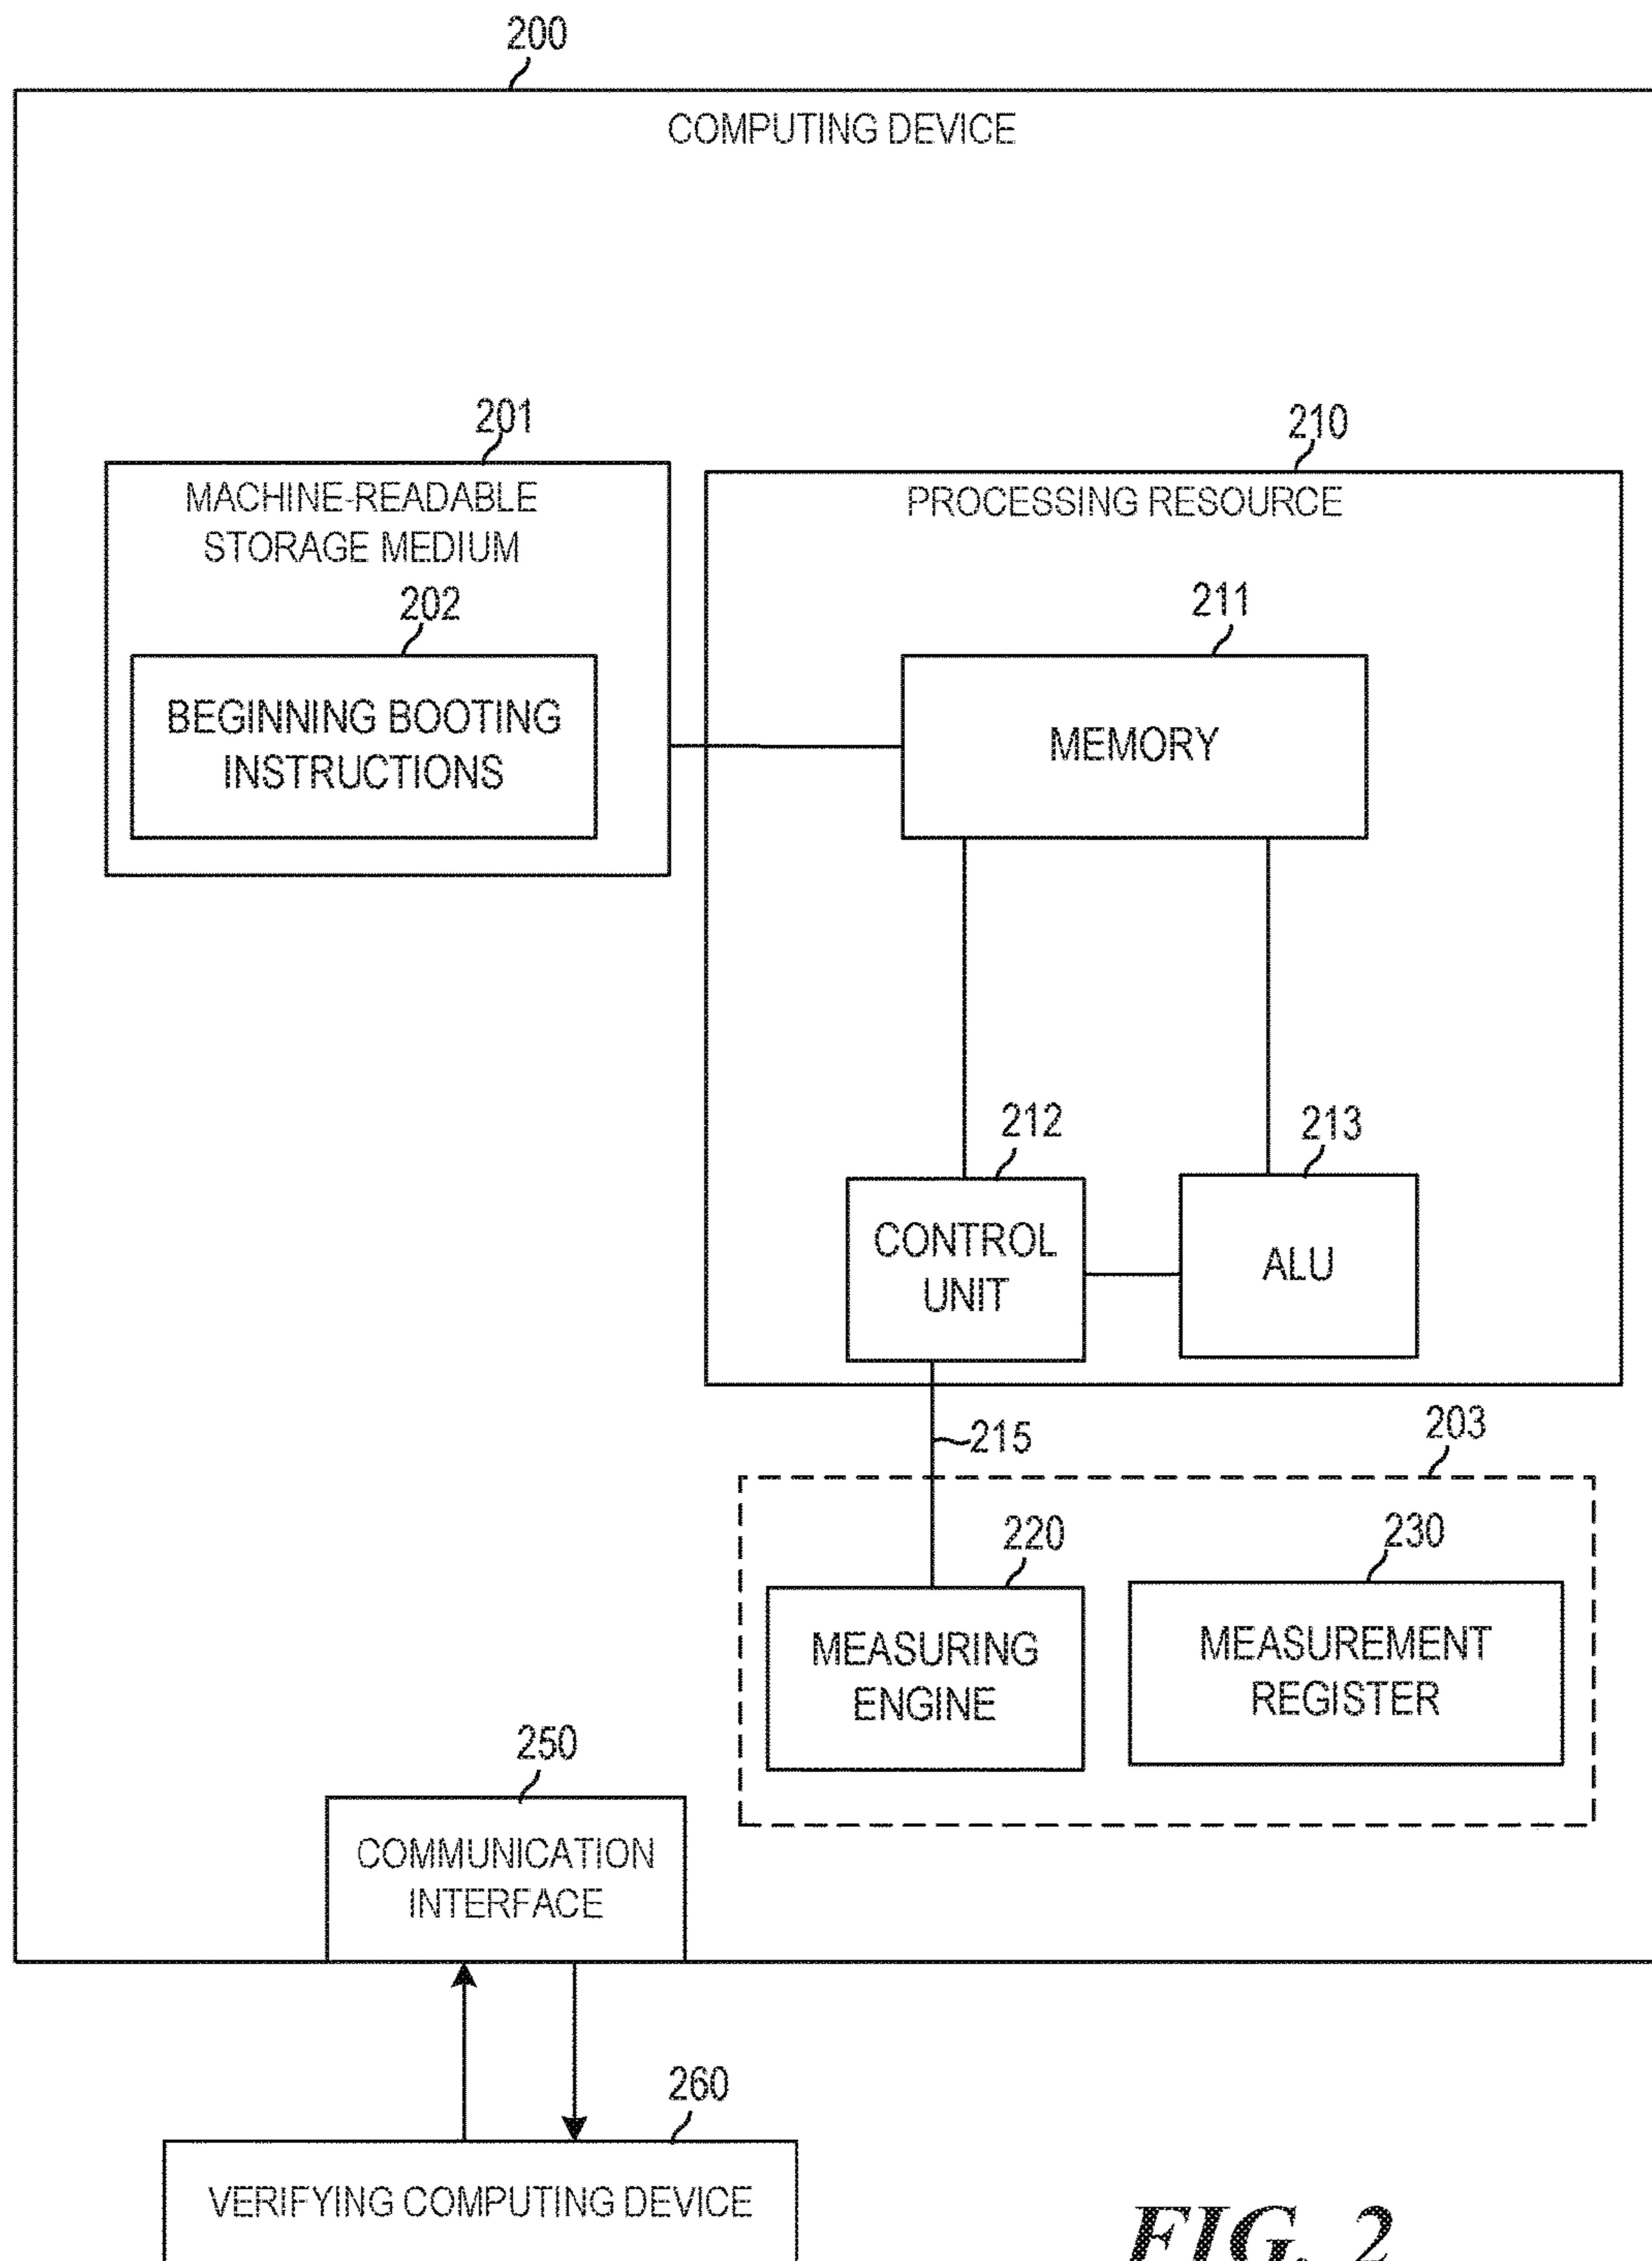 200
COMPUTING DEVICE
201
210
MACHINE-READABLE
STORAGE MEDIUM
PROCESSING RESOURCE
202
211
BEGINNING BOOTING
INSTRUCTIONS
MEMORY
212
213
CONTROL
UNIT
ALU
215
203
220
230
MEASURING
ENGINE
MEASUREMENT
REGISTER
250
COMMUNICATION
INTERFACE
260
VERIFYING COMPUTING DEVICE
FIG. 2